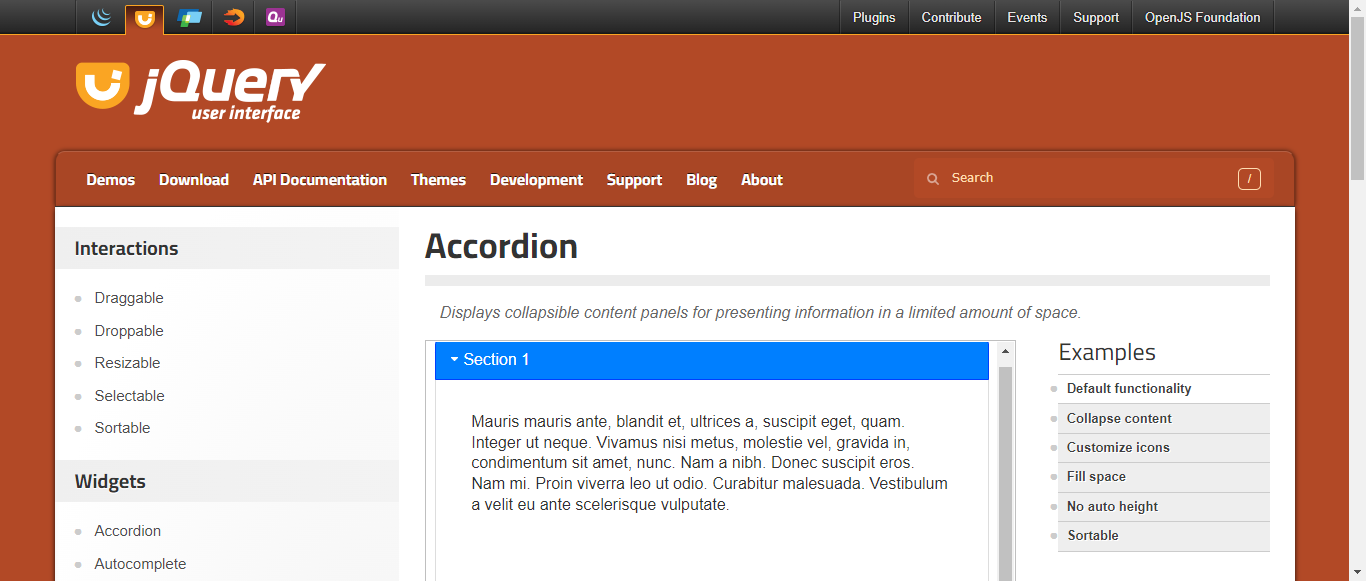 Qu
Plugins
Contribute
Events
Support
OpenJS Foundation
jQuery
user interface
Demos
Download
API Documentation
Themes
Development
Support
Blog
About
Search
/
Interactions
Draggable
Droppable
Resizable
Selectable
Sortable
Widgets
Accordion
Autocomplete
Accordion
Displays collapsible content panels for presenting information in a limited amount of space.
Section 1
Mauris mauris ante, blandit et, ultrices a, suscipit eget, quam.
Integer ut neque. Vivamus nisi metus, molestie vel, gravida in,
condimentum sit amet, nunc. Nam a nibh. Donec suscipit eros.
Nam mi. Proin viverra leo ut odio. Curabitur malesuada. Vestibulum
a velit eu ante scelerisque vulputate.
Examples
Default functionality
Collapse content
Customize icons
Fill space
No auto height
Sortable